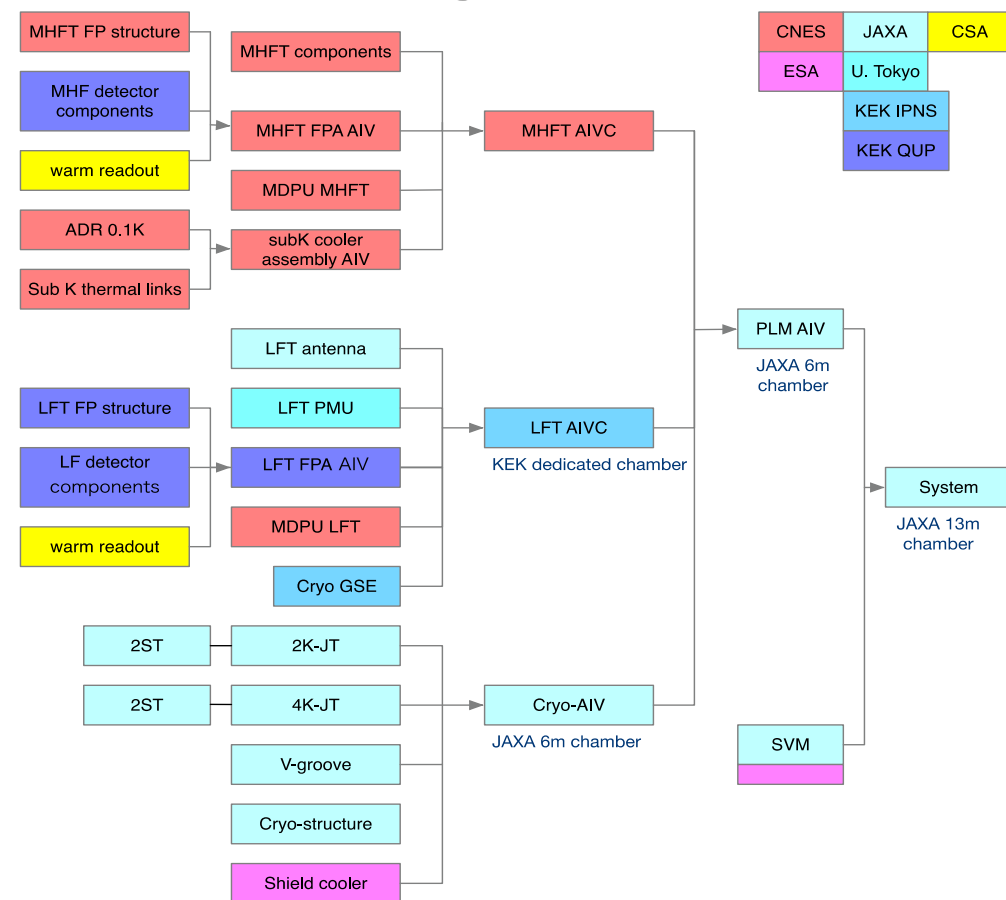 MHFT FP structure
MHFT components
CNES
JAXA
CSA
ESA
U. Tokyo
KEK IPNS
KEK QUP
MHF detector
components
MHFT FPA AIV
MHFT AIVC
warm readout
MDPU MHFT
ADR 0.1K
subK cooler
assembly AIV
Sub K thermal links
LFT antenna
PLM AIV
JAXA 6m
chamber
LFT FP structure
LFT PMU
LFT AIVC
KEK dedicated chamber
LF detector
components
LFT FPA AIV
System
JAXA 13m
chamber
MDPU LFT
warm readout
Cryo GSE
2ST
2K-JT
2ST
4K-JT
Cryo-AIV
JAXA 6m chamber
SVM
V-groove
Cryo-structure
Shield cooler